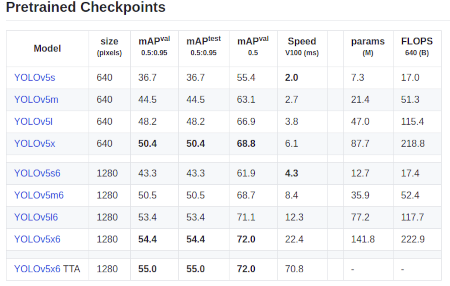 Pretrained Checkpoints
Model size (pixels) mAPval 0.5:0.95 mAPtest 0.5:0.95 mAPval 0.5 Speed V100 (ms) params (M) FLOPS 640 (B)
YOLOv5s 640 36.7 36.7 55.4 2.0 7.3 17.0
YOLOv5m 640 44.5 44.5 63.1 2.7 21.4 51.3
YOLOv5l 640 48.2 48.2 66.9 3.8 47.0 115.4
YOLOv5x 640 50.4 50.4 68.8 6.1 87.7 218.8
YOLOv5s6 1280 43.3 43.3 61.9 4.3 12.7 17.4
YOLOv5m6 1280 50.5 50.5 68.7 8.4 35.9 52.4
YOLOv5l6 1280 53.4 53.4 71.1 12.3 77.2 117.7
YOLOv5x6 1280 54.4 54.4 72.0 22.4 141.8 222.9
YOLOv5x6 TTA 1280 55.0 55.0 72.0 70.8 - -